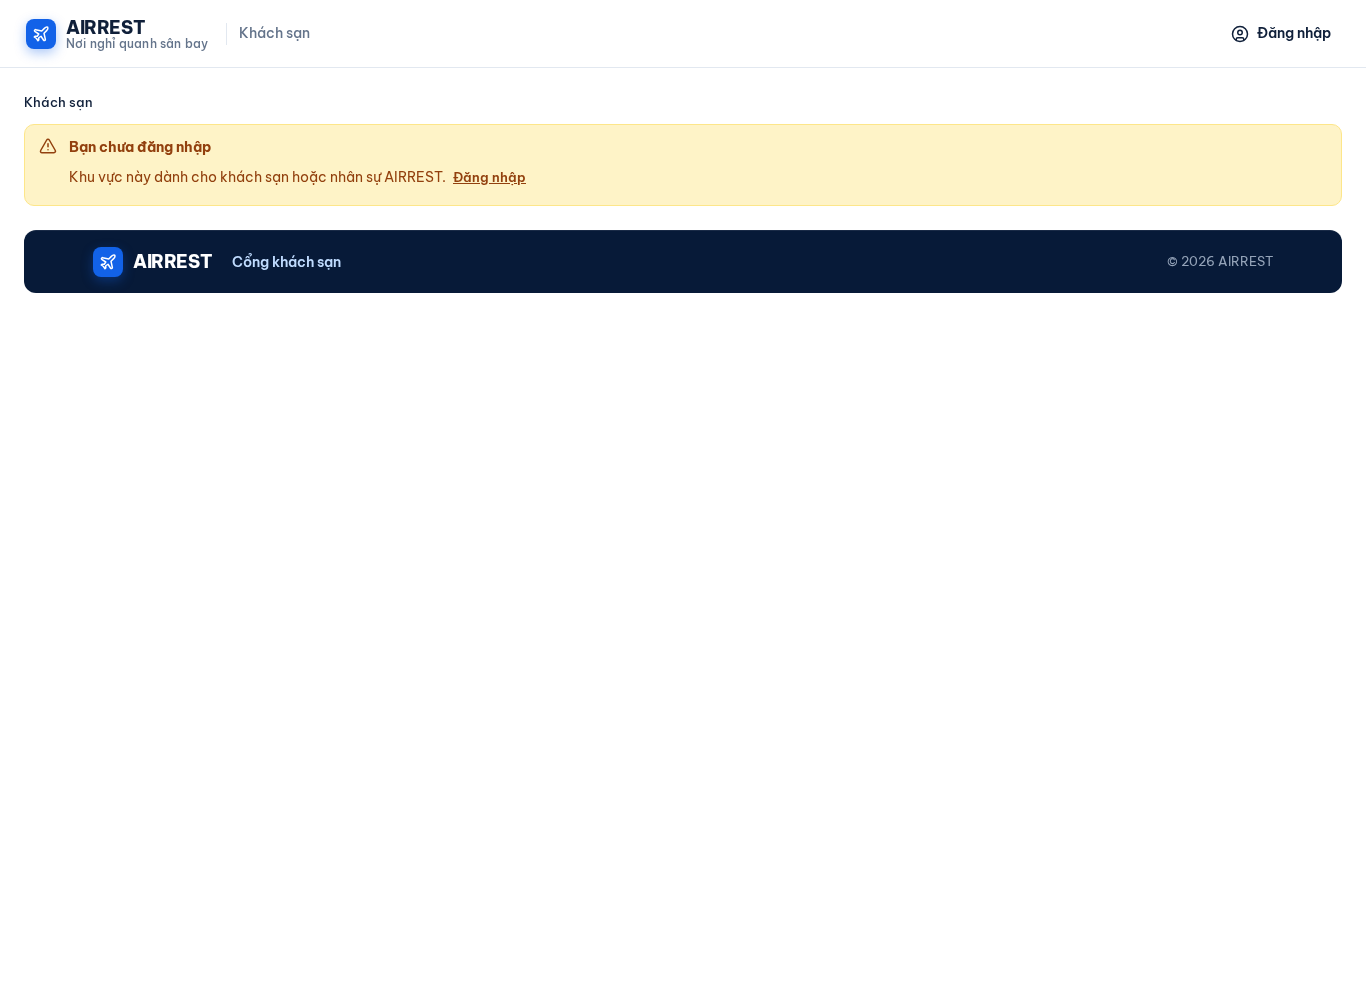 AIRREST
Nơi nghỉ quanh sân bay
Khách sạn
Đăng nhập
Khách sạn
Bạn chưa đăng nhập
Khu vực này dành cho khách sạn hoặc nhân sự AIRREST. Đăng nhập
AIRREST
Cổng khách sạn
© 2026 AIRREST